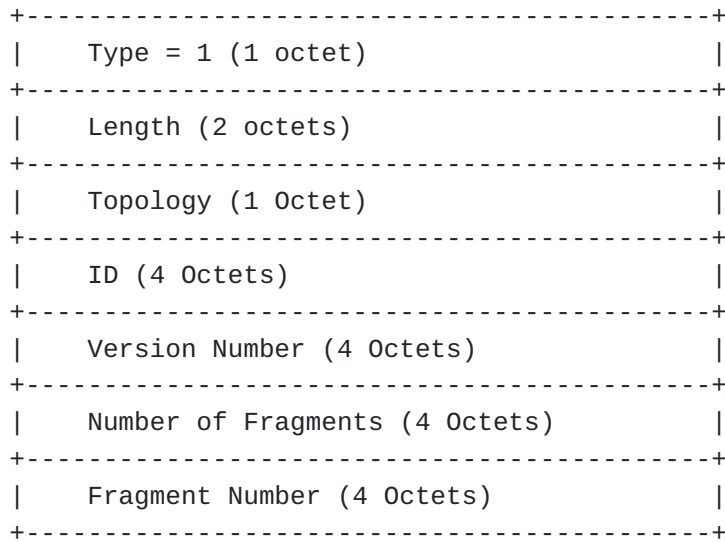 +-------------------------------------------+
|    Type = 1 (1 octet)                     |
+-------------------------------------------+
|    Length (2 octets)                      |
+-------------------------------------------+
|    Topology (1 Octet)                     |
+-------------------------------------------+
|    ID (4 Octets)                          |
+-------------------------------------------+
|    Version Number (4 Octets)              |
+-------------------------------------------+
|    Number of Fragments (4 Octets)         |
+-------------------------------------------+
|    Fragment Number (4 Octets)             |
+-------------------------------------------+